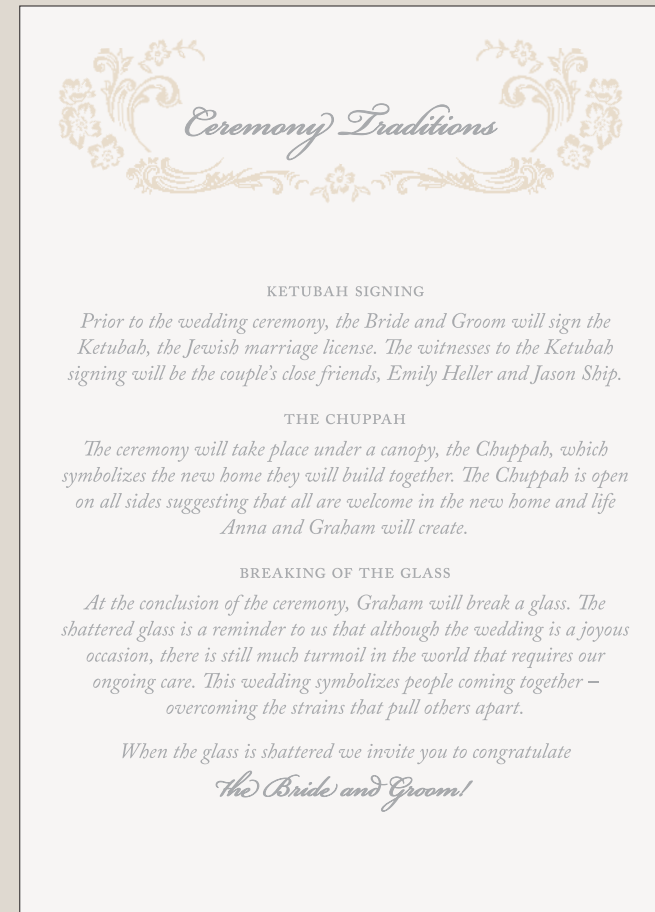 Ceremony Traditions
KETUBAH SIGNING
Prior to the wedding ceremony, the Bride and Groom will sign the
Ketubah, the Jewish marriage license. The witnesses to the Ketubah
signing will be the couple's close friends, Emily Heller and Jason Ship.
THE CHUPPAH
The ceremony will take place under a canopy, the Chuppah, which
symbolizes the new home they will build together. The Chuppah is open
on all sides suggesting that all are welcome in the new home and life
Anna and Graham will create.
BREAKING OF THE GLASS
At the conclusion of the ceremony, Graham will break a glass. The
shattered glass is a reminder to us that although the wedding is a joyous
occasion, there is still much turmoil in the world that requires our
ongoing care. This wedding symbolizes people coming together –
overcoming the strains that pull others apart.
When the glass is shattered we invite you to congratulate
the Bride and Groom!